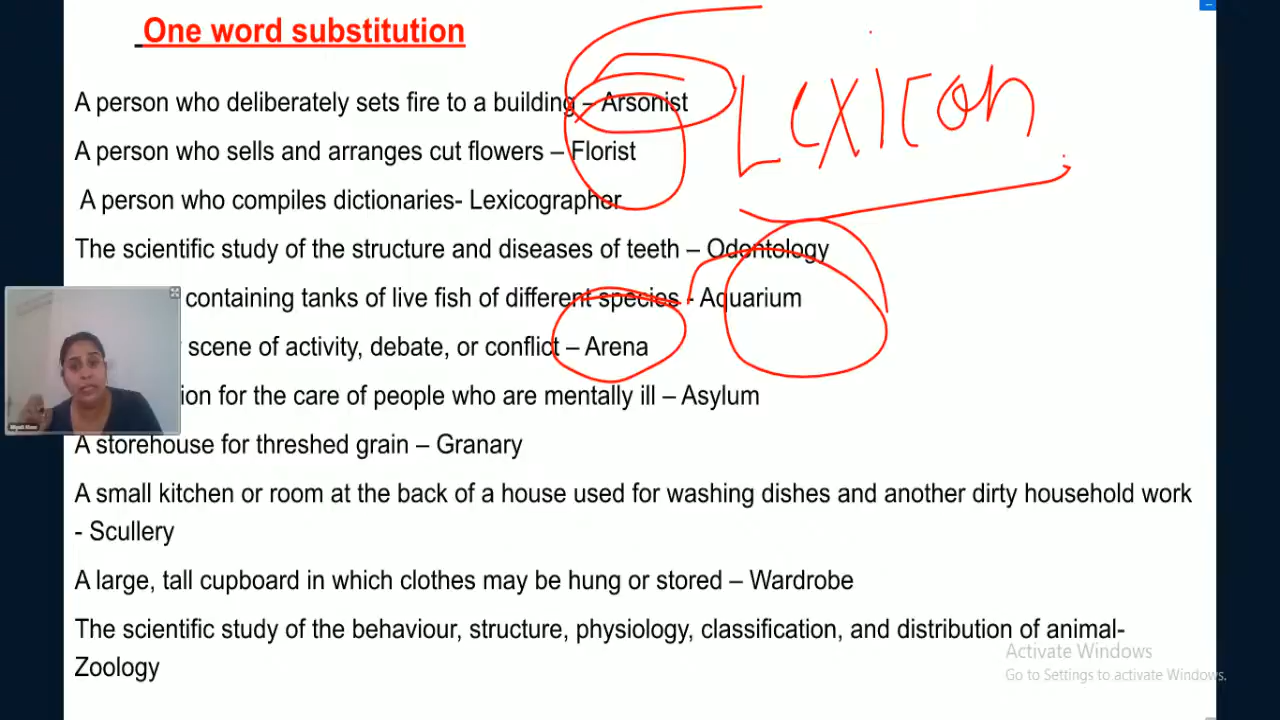 One word substitution
A person who deliberately sets fire to a building – Arsonist
A person who sells and arranges cut flowers – Florist
A person who compiles dictionaries- Lexicographer
Lexicon
The scientific study of the structure and diseases of teeth – Odontology
containing tanks of live fish of different species - Aquarium
scene of activity, debate, or conflict – Arena
ion for the care of people who are mentally ill – Asylum
A storehouse for threshed grain – Granary
A small kitchen or room at the back of a house used for washing dishes and another dirty household work
- Scullery
A large, tall cupboard in which clothes may be hung or stored – Wardrobe
The scientific study of the behaviour, structure, physiology, classification, and distribution of animal-
Zoology
Activate Windows
Go to Settings to activate Windows.